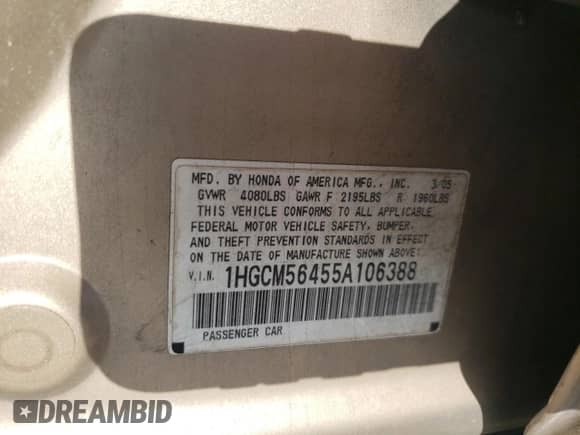 MFD. BY HONDA OF AMERICA MFG., INC. 3/05
GVWR 4080LBS GAWR F 2195LBS R 1960LBS
THIS VEHICLE CONFORMS TO ALL APPLICABLE
FEDERAL MOTOR VEHICLE SAFETY, BUMPER,
AND THEFT PREVENTION STANDARDS IN EFFECT
ON THE DATE OF MANUFACTURE SHOWN ABOVE.
V.I.N. 1HGCM56455A106388
PASSENGER CAR
DREAMBID